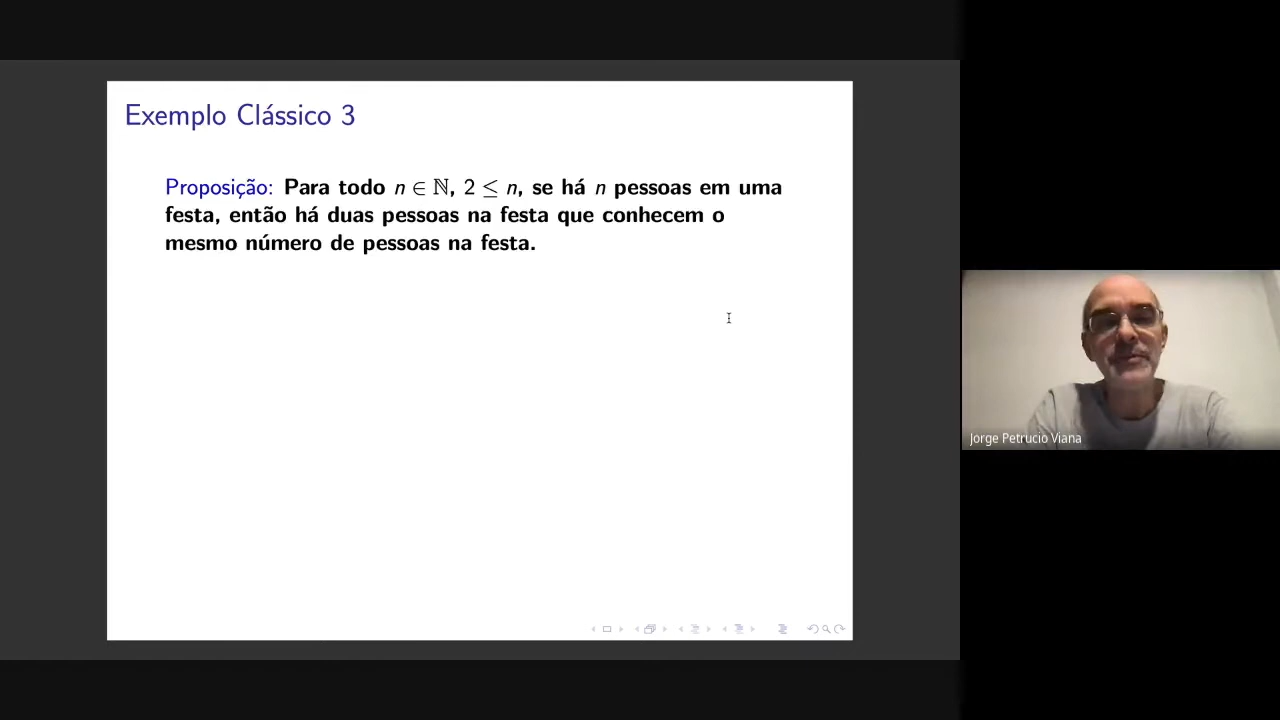 Exemplo Clássico 3
Proposição: Para todo n ∈ ℕ, 2 ≤ n, se há n pessoas em uma
festa, então há duas pessoas na festa que conhecem o
mesmo número de pessoas na festa.
Jorge Petrucio Viana